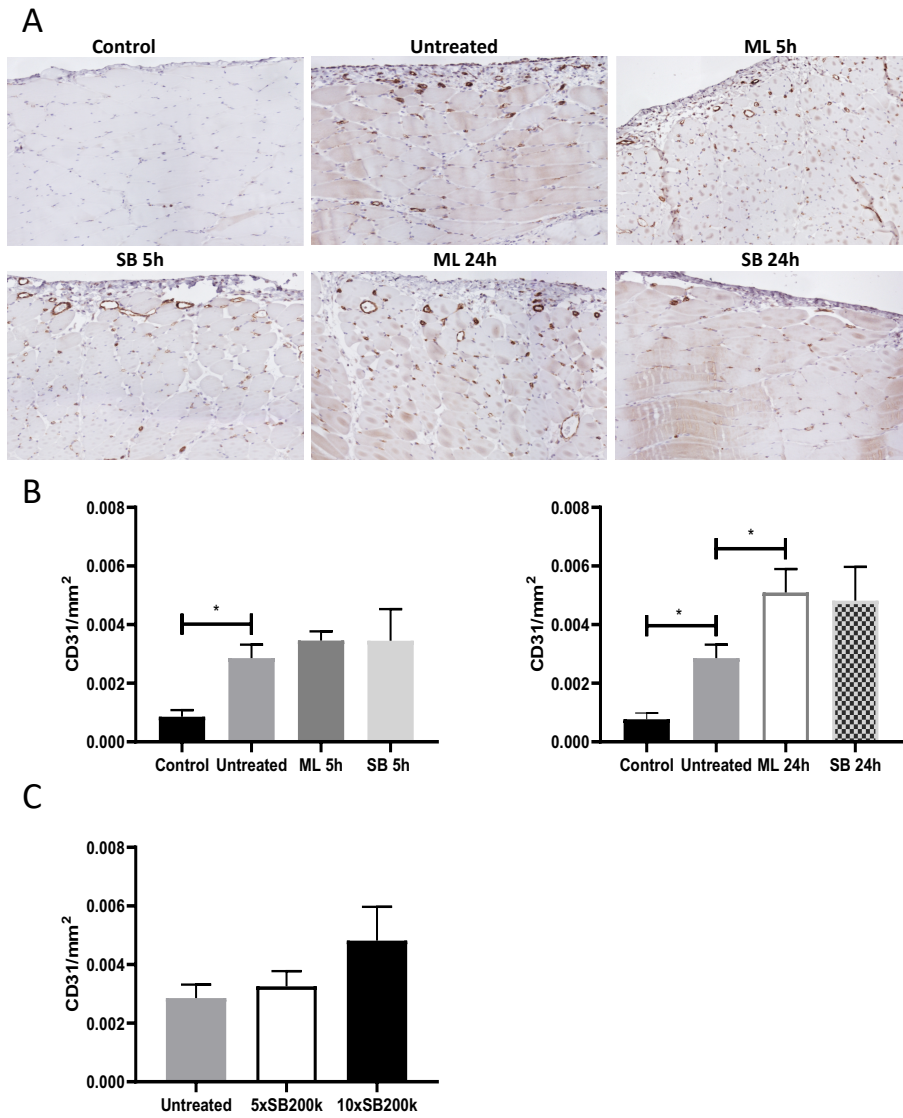 A
Control Untreated ML 5h
SB 5h ML 24h SB 24h
B
0.008
0.006
0.004
0.002
0.000
CD31/mm²
*
Control Untreated ML 5h SB 5h
0.008
0.006
0.004
0.002
0.000
CD31/mm²
*
*
Control Untreated ML 24h SB 24h
C
0.008
0.006
0.004
0.002
0.000
CD31/mm²
Untreated 5xSB200k 10xSB200k